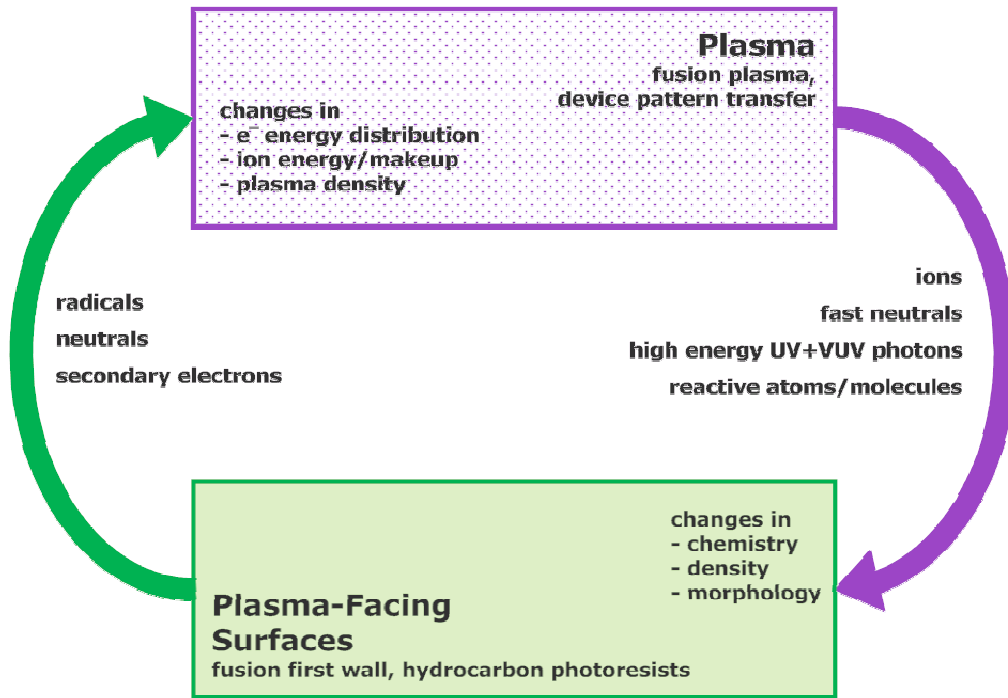 Plasma
fusion plasma,
device pattern transfer
changes in
- e⁻ energy distribution
- ion energy/makeup
- plasma density
radicals
neutrals
secondary electrons
ions
fast neutrals
high energy UV+VUV photons
reactive atoms/molecules
changes in
- chemistry
- density
- morphology
Plasma-Facing
Surfaces
fusion first wall, hydrocarbon photoresists